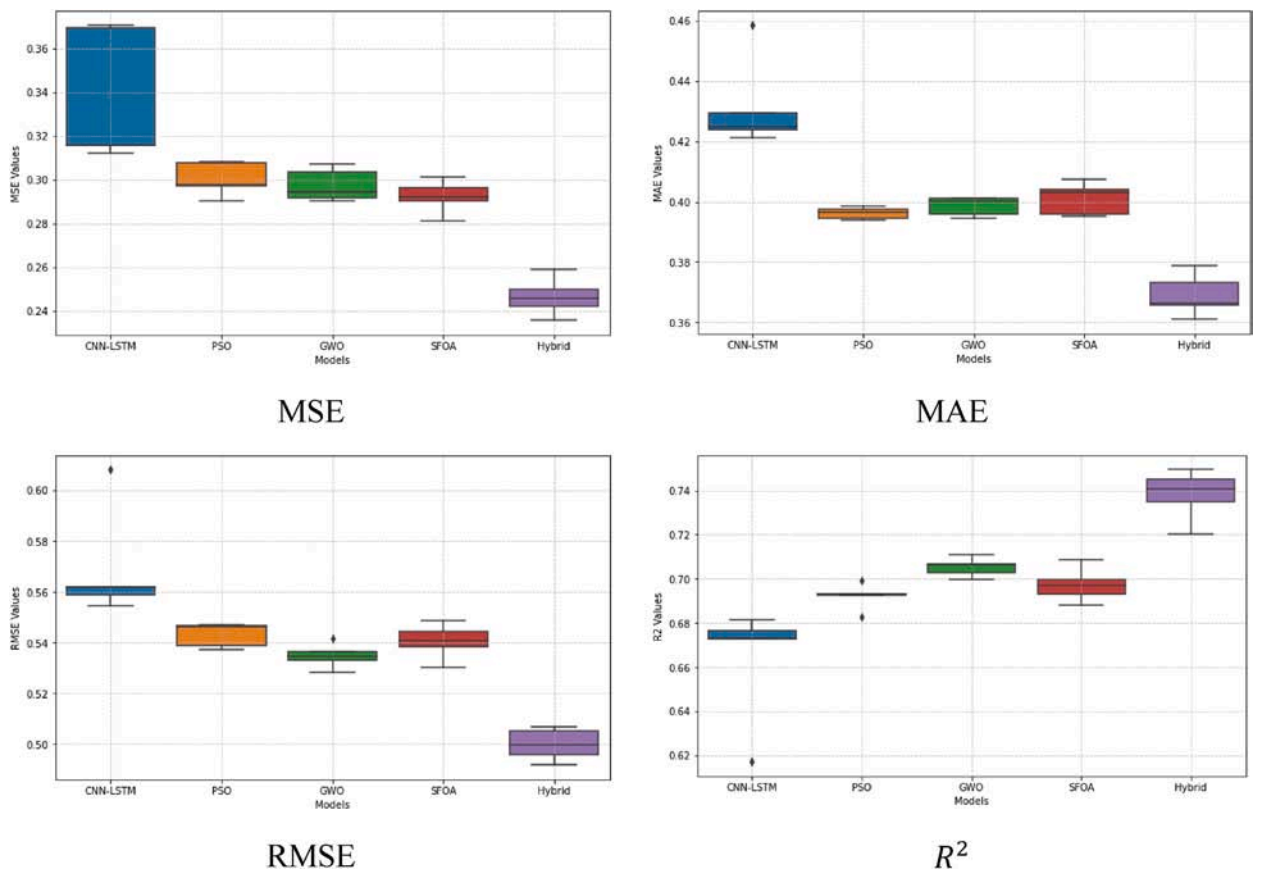 MSE Values
0.36
0.34
0.32
0.30
0.28
0.26
0.24
CNN-LSTM PSO GWO SFOA Hybrid
Models
MSE
MAE Values
0.46
0.44
0.42
0.40
0.38
0.36
CNN-LSTM PSO GWO SFOA Hybrid
Models
MAE
RMSE Values
0.60
0.58
0.56
0.54
0.52
0.50
CNN-LSTM PSO GWO SFOA Hybrid
Models
RMSE
R2 Values
0.74
0.72
0.70
0.68
0.66
0.64
0.62
CNN-LSTM PSO GWO SFOA Hybrid
Models
R²